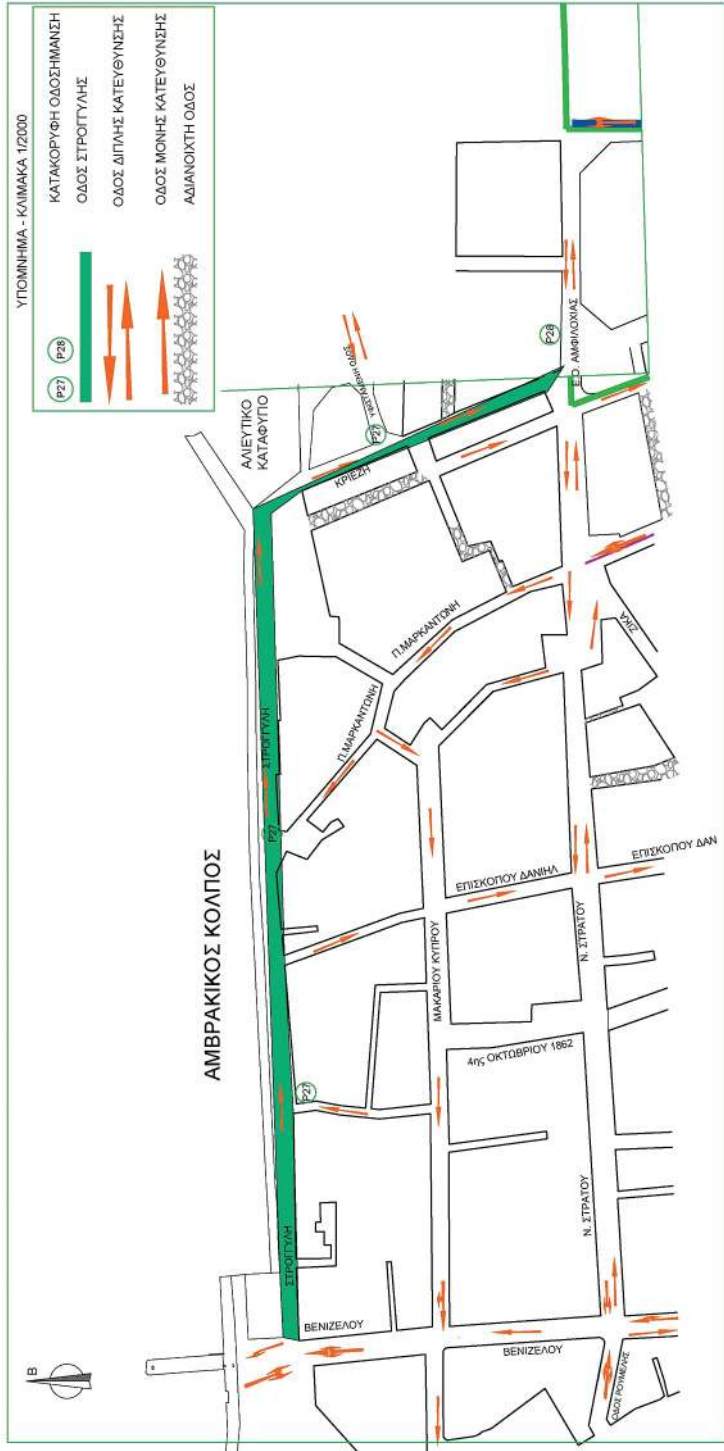 ΥΠΟΜΝΗΜΑ - ΚΛΙΜΑΚΑ 1/2000
P27 P28 ΚΑΤΑΚΟΡΥΦΗ ΟΔΟΣΗΜΑΝΣΗ
ΟΔΟΣ ΣΤΡΟΓΓΥΛΗΣ
ΟΔΟΣ ΔΙΠΛΗΣ ΚΑΤΕΥΘΥΝΣΗΣ
ΟΔΟΣ ΜΟΝΗΣ ΚΑΤΕΥΘΥΝΣΗΣ
ΑΔΙΑΝΟΙΧΤΗ ΟΔΟΣ
Β
ΑΜΒΡΑΚΙΚΟΣ ΚΟΛΠΟΣ
ΑΛΙΕΥΤΙΚΟ
ΚΑΤΑΦΥΓΙΟ
ΣΤΡΟΓΓΥΛΗ
ΣΤΡΟΓΓΥΛΗ
P27
P27
P27
P28
ΥΦΙΣΤΑΜΕΝΗ ΟΔΟΣ
ΚΡΙΕΖΗ
Ε.Ο. ΑΜΦΙΛΟΧΙΑΣ
Π.ΜΑΡΚΑΝΤΩΝΗ
Π.ΜΑΡΚΑΝΤΩΝΗ
ΖΙΚΑ
ΒΕΝΙΖΕΛΟΥ
ΒΕΝΙΖΕΛΟΥ
ΜΑΚΑΡΙΟΥ ΚΥΠΡΟΥ
ΕΠΙΣΚΟΠΟΥ ΔΑΝΙΗΛ
ΕΠΙΣΚΟΠΟΥ ΔΑΝ
4ης ΟΚΤΩΒΡΙΟΥ 1862
Ν. ΣΤΡΑΤΟΥ
Ν. ΣΤΡΑΤΟΥ
ΟΔΟΣ ΡΟΥΜΕΛΗΣ